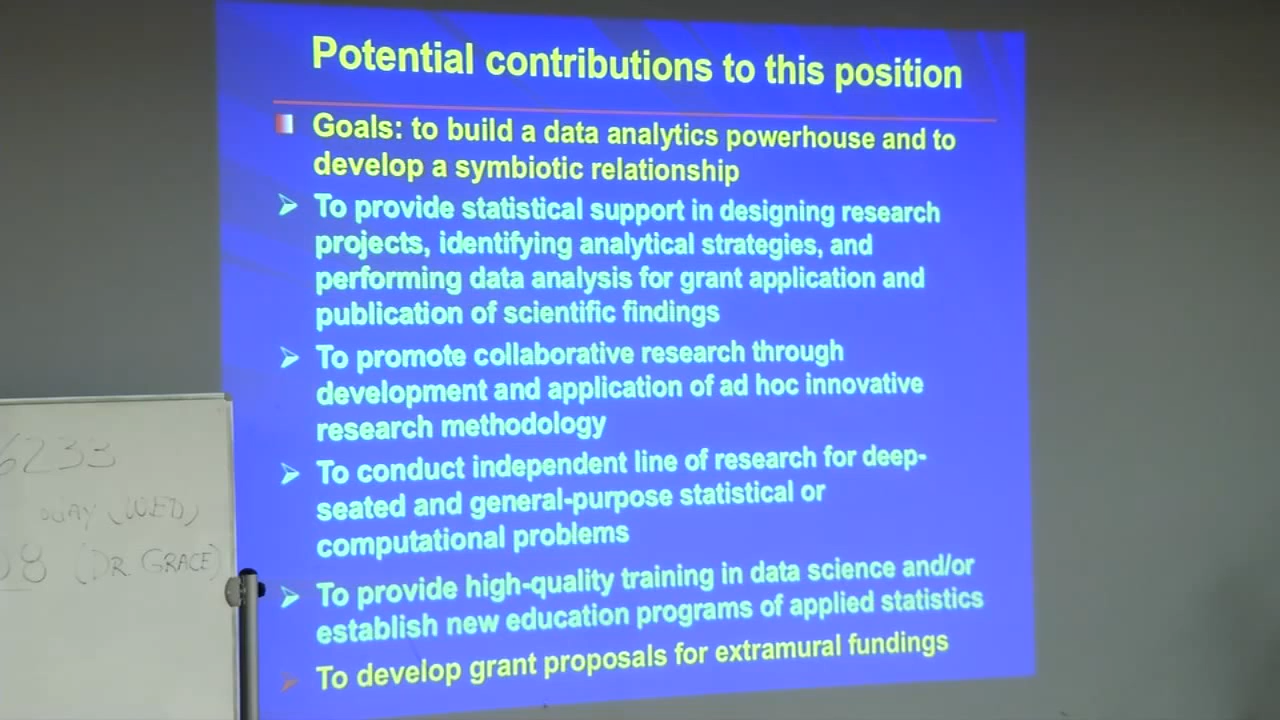 Potential contributions to this position
Goals: to build a data analytics powerhouse and to
develop a symbiotic relationship
To provide statistical support in designing research
projects, identifying analytical strategies, and
performing data analysis for grant application and
publication of scientific findings
To promote collaborative research through
development and application of ad hoc innovative
research methodology
To conduct independent line of research for deep-
seated and general-purpose statistical or
computational problems
To provide high-quality training in data science and/or
establish new education programs of applied statistics
To develop grant proposals for extramural fundings
6233
(WED)
8 (DR. GRACE)